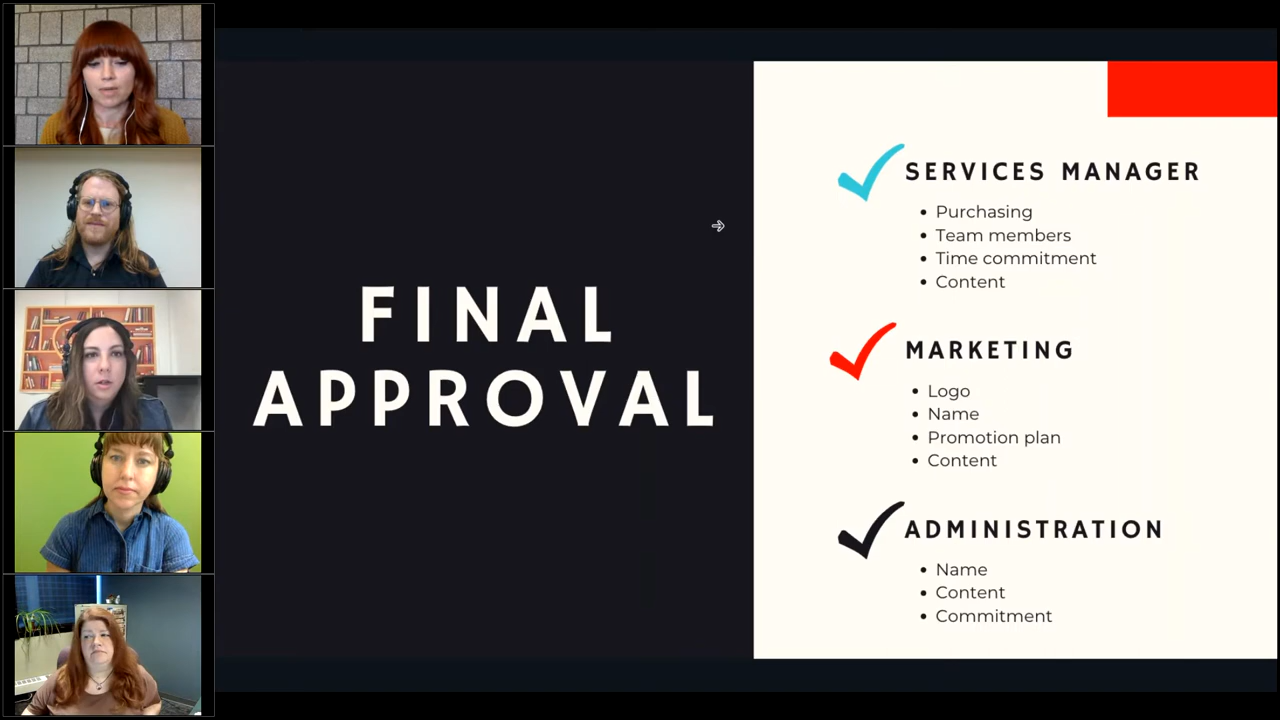 FINAL
APPROVAL
SERVICES MANAGER
• Purchasing
• Team members
• Time commitment
• Content
MARKETING
• Logo
• Name
• Promotion plan
• Content
ADMINISTRATION
• Name
• Content
• Commitment